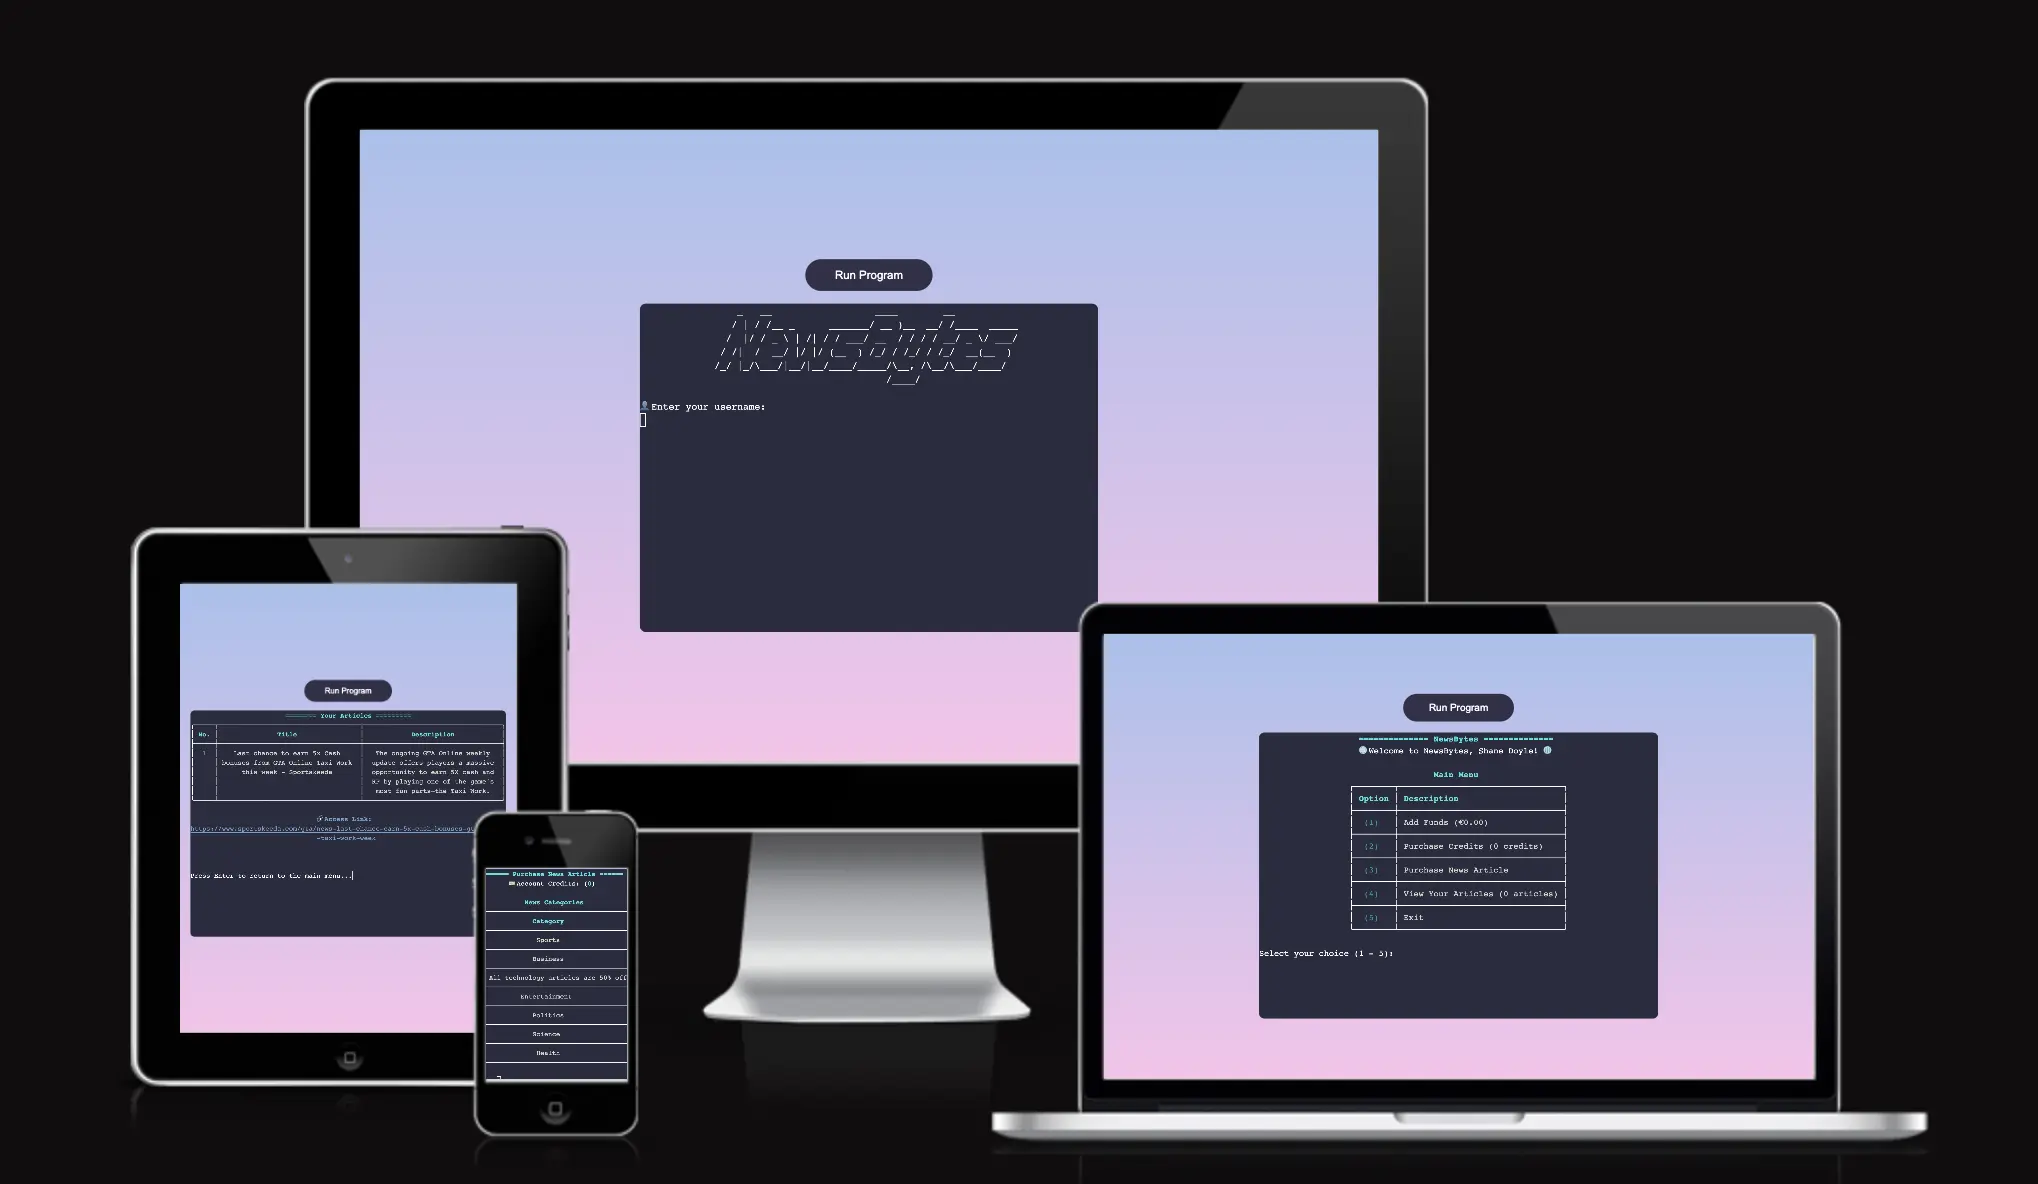 Run Program
NewsBytes
Enter your username:
Run Program
========= Your Articles =========
No. Title Description
1 Last chance to earn 5x Cash The ongoing GTA Online weekly
bonuses from GTA Online Taxi Work update offers players a massive
this week - Sportskeeda opportunity to earn 5X cash and
RP by playing one of the game's
most fun parts—the Taxi Work.
Access Link:
https://www.sportskeeda.com/gta/news-last-chance-earn-5x-cash-bonuses-gt
-taxi-work-week
Press Enter to return to the main menu...
====== Purchase News Article ======
Account Credits: (0)
News Categories
Category
Sports
Business
All technology articles are 50% off
Entertainment
Politics
Science
Health
Run Program
============== NewsBytes ==============
Welcome to NewsBytes, Shane Doyle!
Main Menu
Option Description
(1) Add Funds (€0.00)
(2) Purchase Credits (0 credits)
(3) Purchase News Article
(4) View Your Articles (0 articles)
(5) Exit
Select your choice (1 - 5):